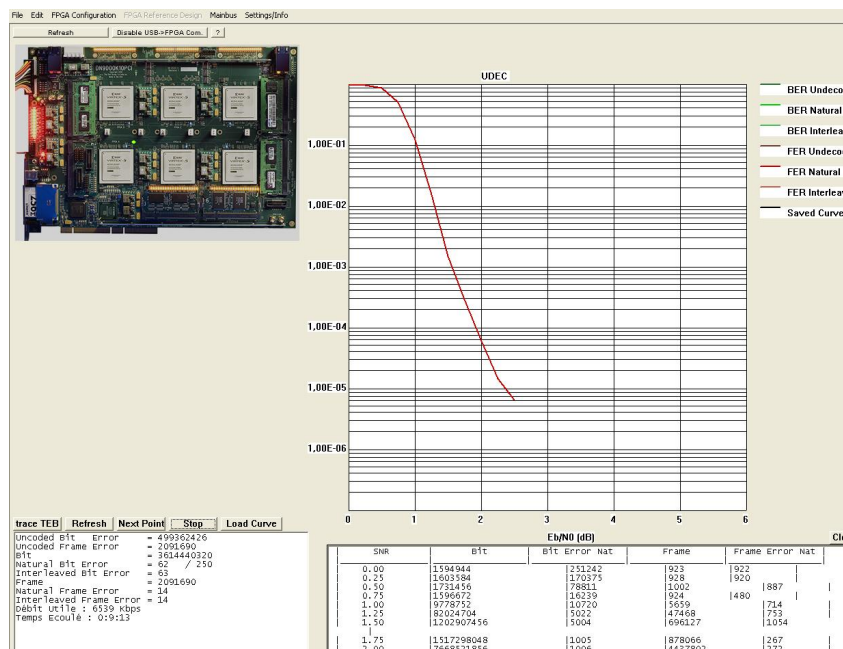 File Edit FPGA Configuration FPGA Reference Design Mainbus Settings/Info
Refresh Disable USB->FPGA Com. ?
UDEC
BER Undeco
BER Natural
BER Interlea
FER Undeco
FER Natural
FER Interlea
Saved Curve
1,00E-01
1,00E-02
1,00E-03
1,00E-04
1,00E-05
1,00E-06
0 1 2 3 4 5 6
Eb/N0 (dB)
trace TEB Refresh Next Point Stop Load Curve
Uncoded Bit Error = 499362426
Uncoded Frame Error = 2091690
Bit = 3614440320
Natural Bit Error = 62 / 250
Interleaved Bit Error = 63
Frame = 2091690
Natural Frame Error = 14
Interleaved Frame Error = 14
Débit Utile : 6539 Kbps
Temps Ecoulé : 0:9:13
Cl
| SNR | Bit | Bit Error Nat | Frame | Frame Error Nat |
| 0.00 |1594944 |251242 |923 |922 |
| 0.25 |1603584 |170375 |928 |920 |
| 0.50 |1731456 |78811 |1002 |887 |
| 0.75 |1596672 |16239 |924 |480 |
| 1.00 |9778752 |10720 |5659 |714
| 1.25 |82024704 |5022 |47468 |753
| 1.50 |1202907456 |5004 |696127 |1054
|
| 1.75 |1517298048 |1005 |878066 |267
| 2.00 |7668521856 |1006 |4437802 |272